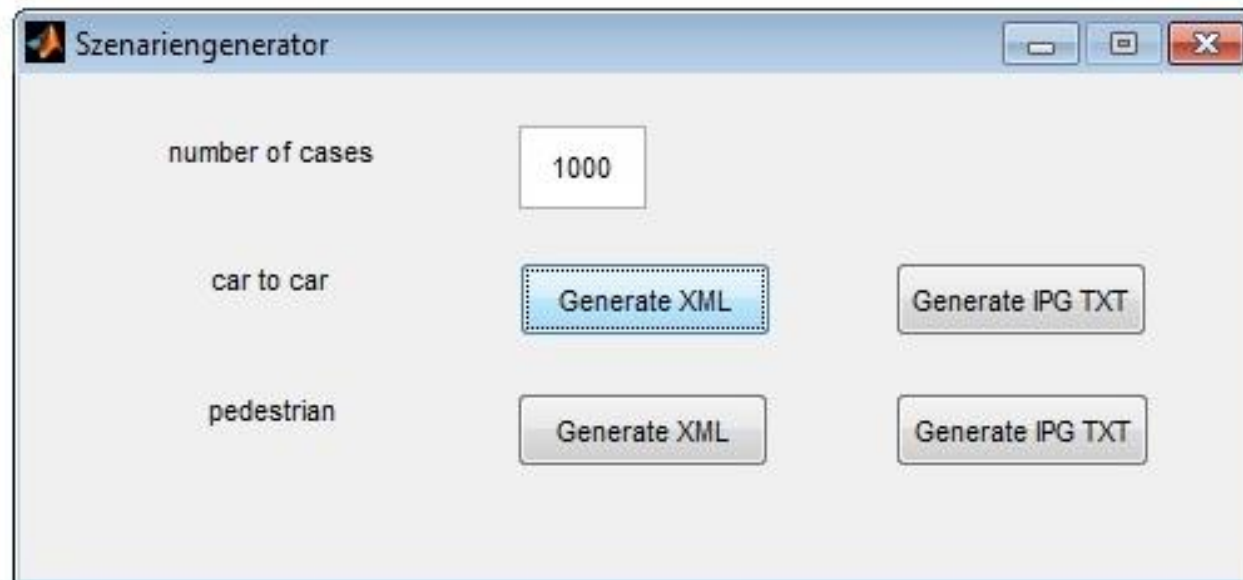 Szenariengenerator
number of cases 1000
car to car Generate XML Generate IPG TXT
pedestrian Generate XML Generate IPG TXT